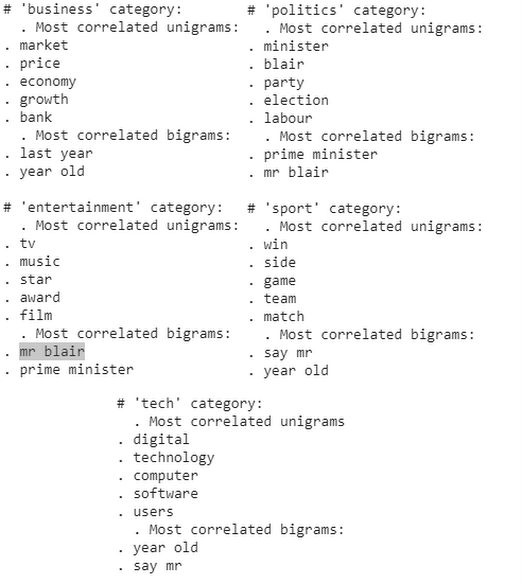 # 'business' category:
  . Most correlated unigrams:
. market
. price
. economy
. growth
. bank
  . Most correlated bigrams:
. last year
. year old
# 'politics' category:
  . Most correlated unigrams:
. minister
. blair
. party
. election
. labour
  . Most correlated bigrams:
. prime minister
. mr blair
# 'entertainment' category:
  . Most correlated unigrams:
. tv
. music
. star
. award
. film
  . Most correlated bigrams:
. mr blair
. prime minister
# 'sport' category:
  . Most correlated unigrams:
. win
. side
. game
. team
. match
  . Most correlated bigrams:
. say mr
. year old
# 'tech' category:
  . Most correlated unigrams
. digital
. technology
. computer
. software
. users
  . Most correlated bigrams:
. year old
. say mr